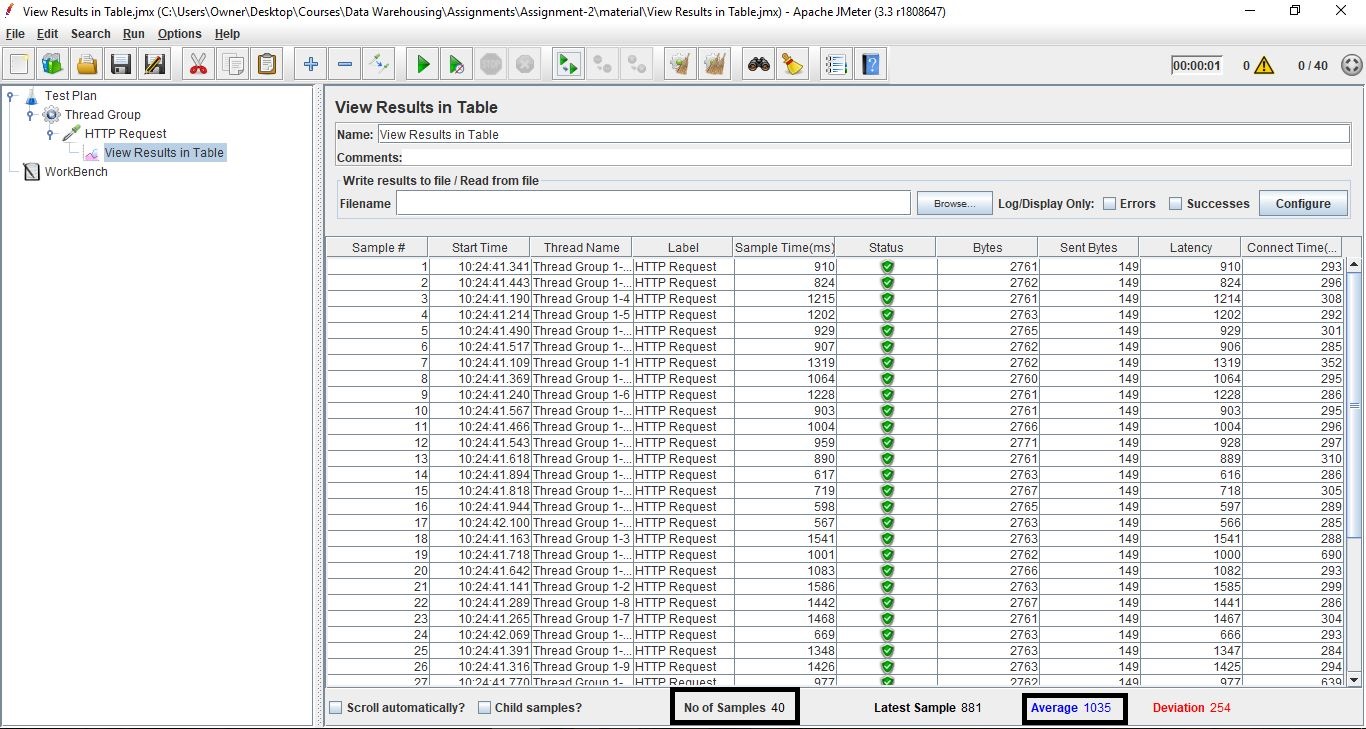 View Results in Table.jmx (C:\Users\Owner\Desktop\Courses\Data Warehousing\Assignments\Assignment-2\material\View Results in Table.jmx) - Apache JMeter (3.3 r1808647)
File Edit Search Run Options Help
00:00:01 0 0 / 40
Test Plan
Thread Group
HTTP Request
View Results in Table
WorkBench
View Results in Table
Name: View Results in Table
Comments:
Write results to file / Read from file
Filename Browse... Log/Display Only: Errors Successes Configure
Sample # Start Time Thread Name Label Sample Time(ms) Status Bytes Sent Bytes Latency Connect Time(...
1 10:24:41.341 Thread Group 1-... HTTP Request 910 2761 149 910 293
2 10:24:41.443 Thread Group 1-... HTTP Request 824 2762 149 824 296
3 10:24:41.190 Thread Group 1-4 HTTP Request 1215 2761 149 1214 308
4 10:24:41.214 Thread Group 1-5 HTTP Request 1202 2763 149 1202 292
5 10:24:41.490 Thread Group 1-... HTTP Request 929 2765 149 929 301
6 10:24:41.517 Thread Group 1-... HTTP Request 907 2762 149 906 285
7 10:24:41.109 Thread Group 1-1 HTTP Request 1319 2762 149 1319 352
8 10:24:41.369 Thread Group 1-... HTTP Request 1064 2760 149 1064 295
9 10:24:41.240 Thread Group 1-6 HTTP Request 1228 2761 149 1228 286
10 10:24:41.567 Thread Group 1-... HTTP Request 903 2761 149 903 295
11 10:24:41.466 Thread Group 1-... HTTP Request 1004 2766 149 1004 296
12 10:24:41.543 Thread Group 1-... HTTP Request 959 2771 149 928 297
13 10:24:41.618 Thread Group 1-... HTTP Request 890 2761 149 889 310
14 10:24:41.894 Thread Group 1-... HTTP Request 617 2763 149 616 286
15 10:24:41.818 Thread Group 1-... HTTP Request 719 2767 149 718 305
16 10:24:41.944 Thread Group 1-... HTTP Request 598 2765 149 597 289
17 10:24:42.100 Thread Group 1-... HTTP Request 567 2763 149 566 285
18 10:24:41.163 Thread Group 1-3 HTTP Request 1541 2763 149 1541 288
19 10:24:41.718 Thread Group 1-... HTTP Request 1001 2762 149 1000 690
20 10:24:41.642 Thread Group 1-... HTTP Request 1083 2766 149 1082 293
21 10:24:41.141 Thread Group 1-2 HTTP Request 1586 2763 149 1585 299
22 10:24:41.289 Thread Group 1-8 HTTP Request 1442 2767 149 1441 286
23 10:24:41.265 Thread Group 1-7 HTTP Request 1468 2761 149 1467 304
24 10:24:42.069 Thread Group 1-... HTTP Request 669 2763 149 666 293
25 10:24:41.391 Thread Group 1-... HTTP Request 1348 2763 149 1347 284
26 10:24:41.316 Thread Group 1-9 HTTP Request 1426 2763 149 1425 294
27 10:24:41.770 Thread Group 1-... HTTP Request 977 2762 149 977 639
Scroll automatically? Child samples? No of Samples 40 Latest Sample 881 Average 1035 Deviation 254